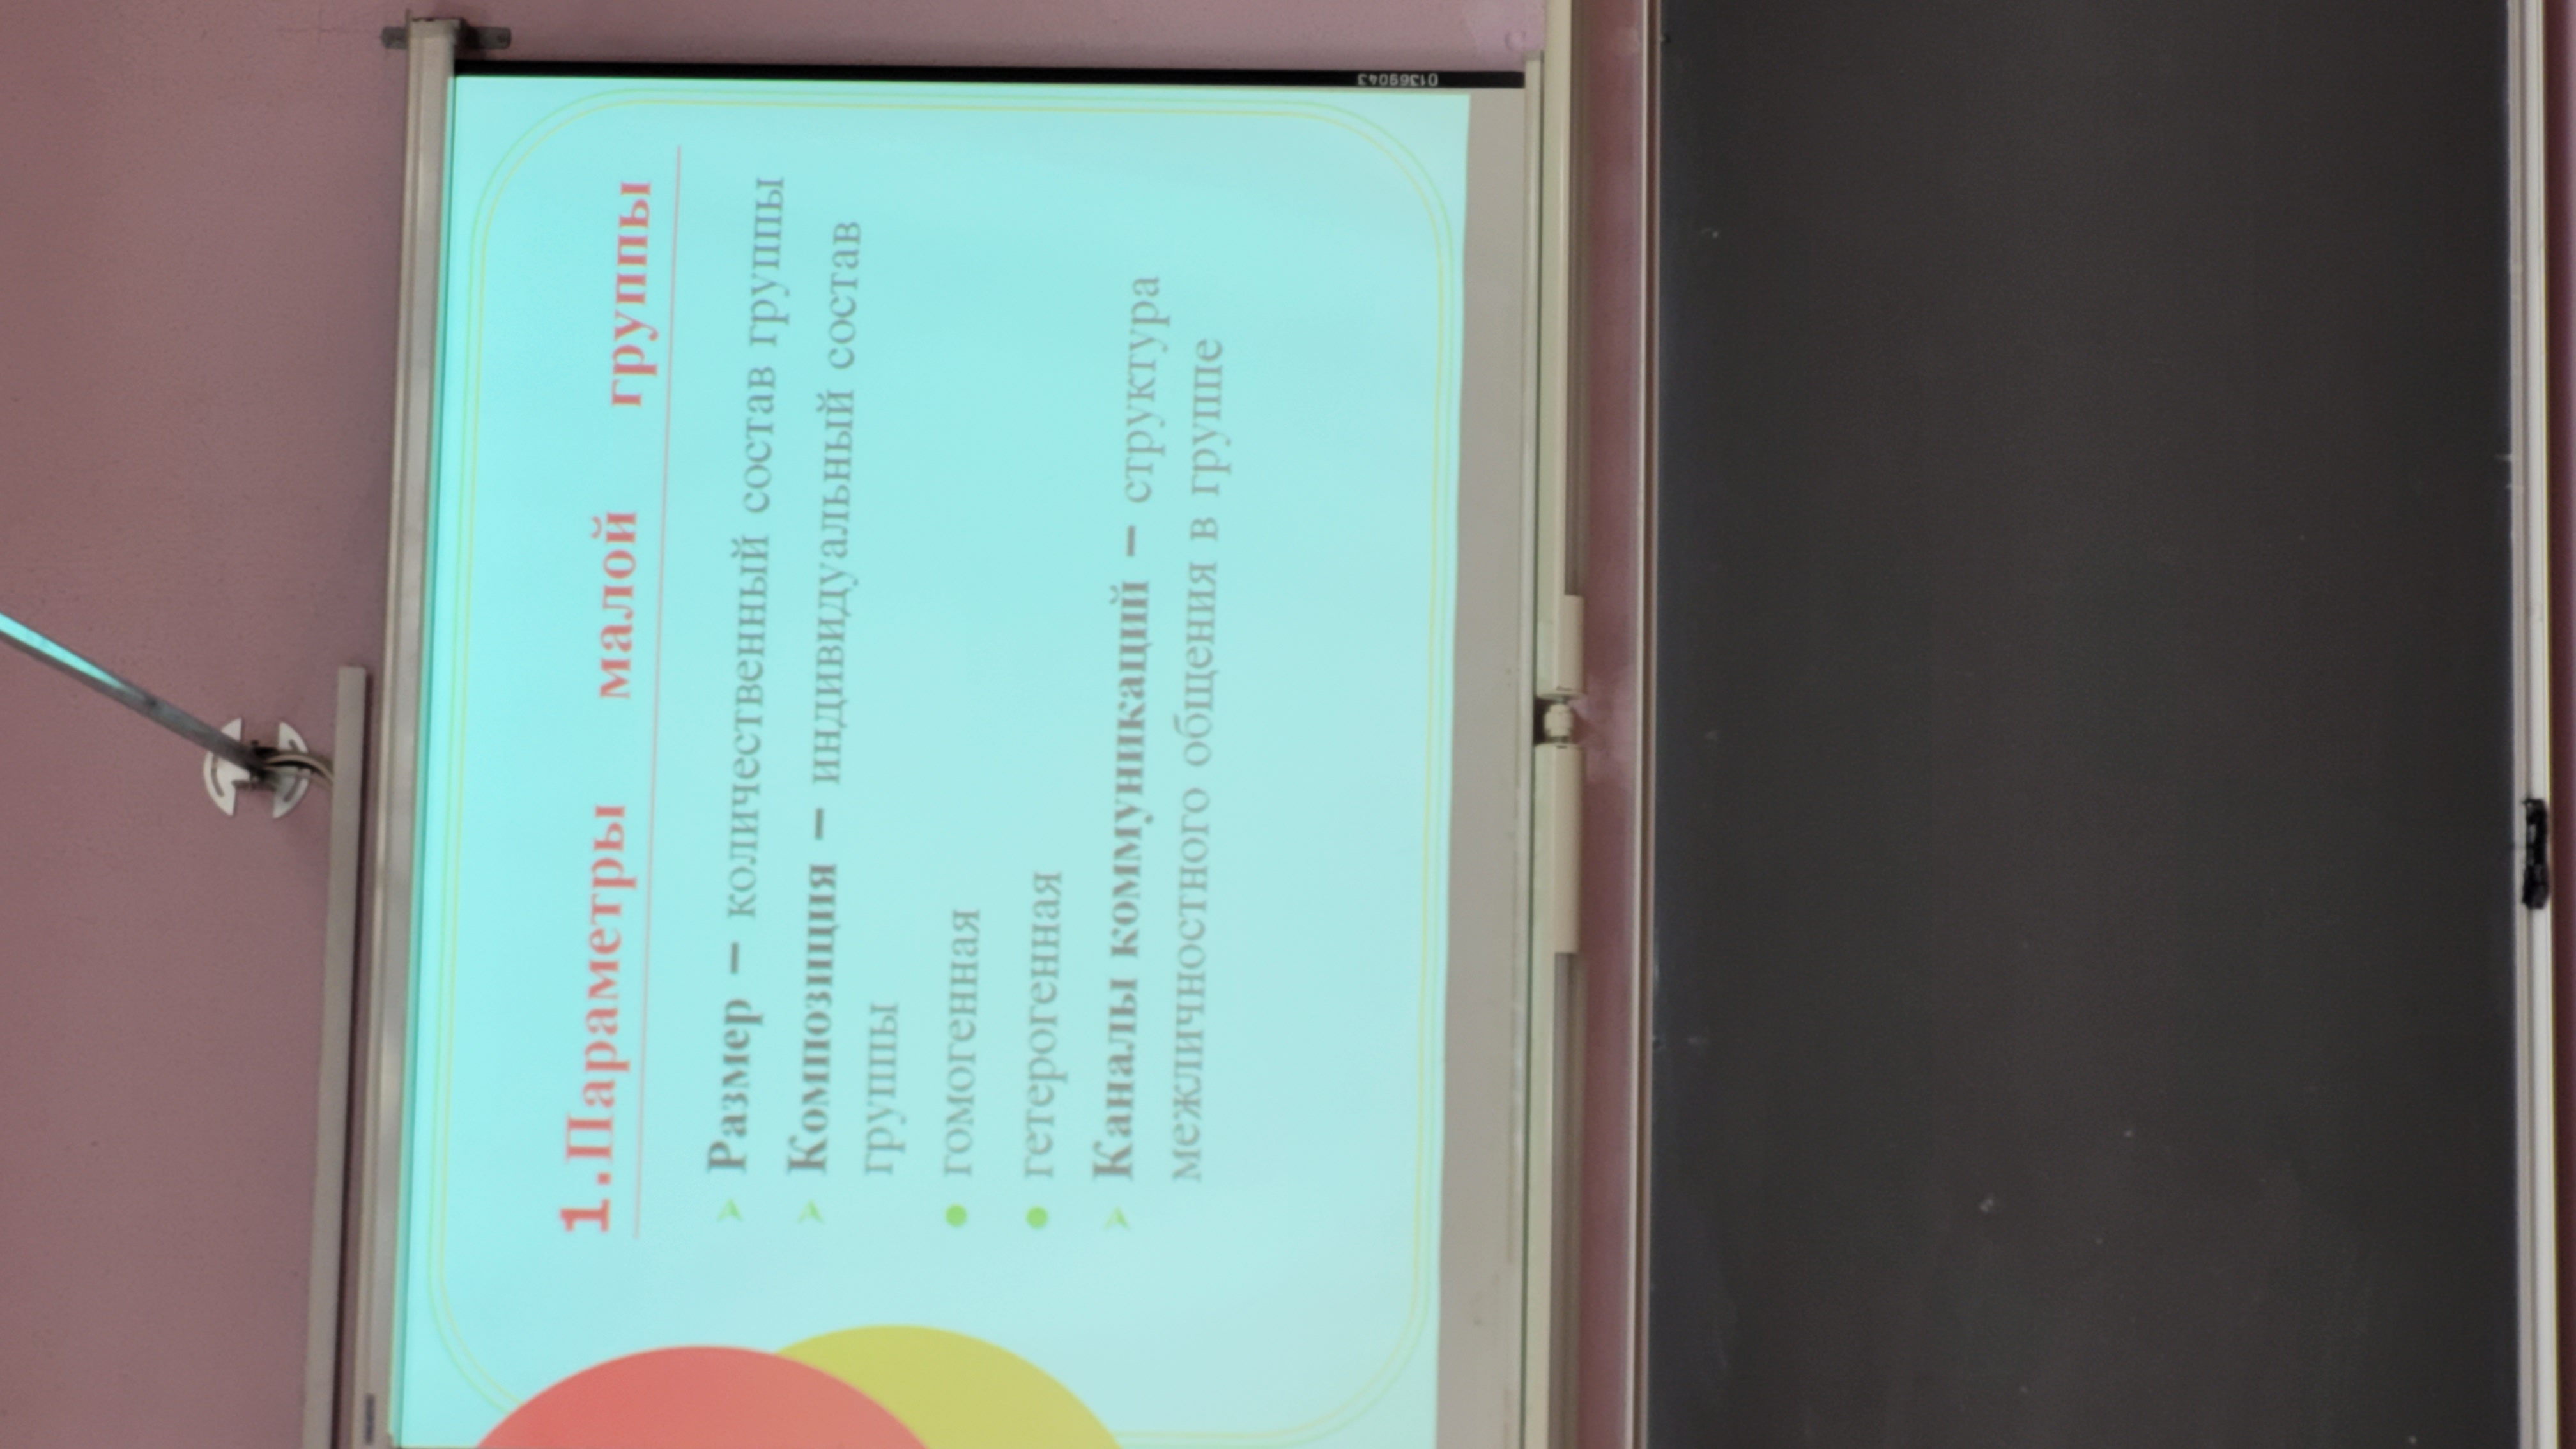 1.Параметры малой группы
Размер – количественный состав группы
Композиция – индивидуальный состав
группы
гомогенная
гетерогенная
Каналы коммуникаций – структура
межличностного общения в группе
01369043